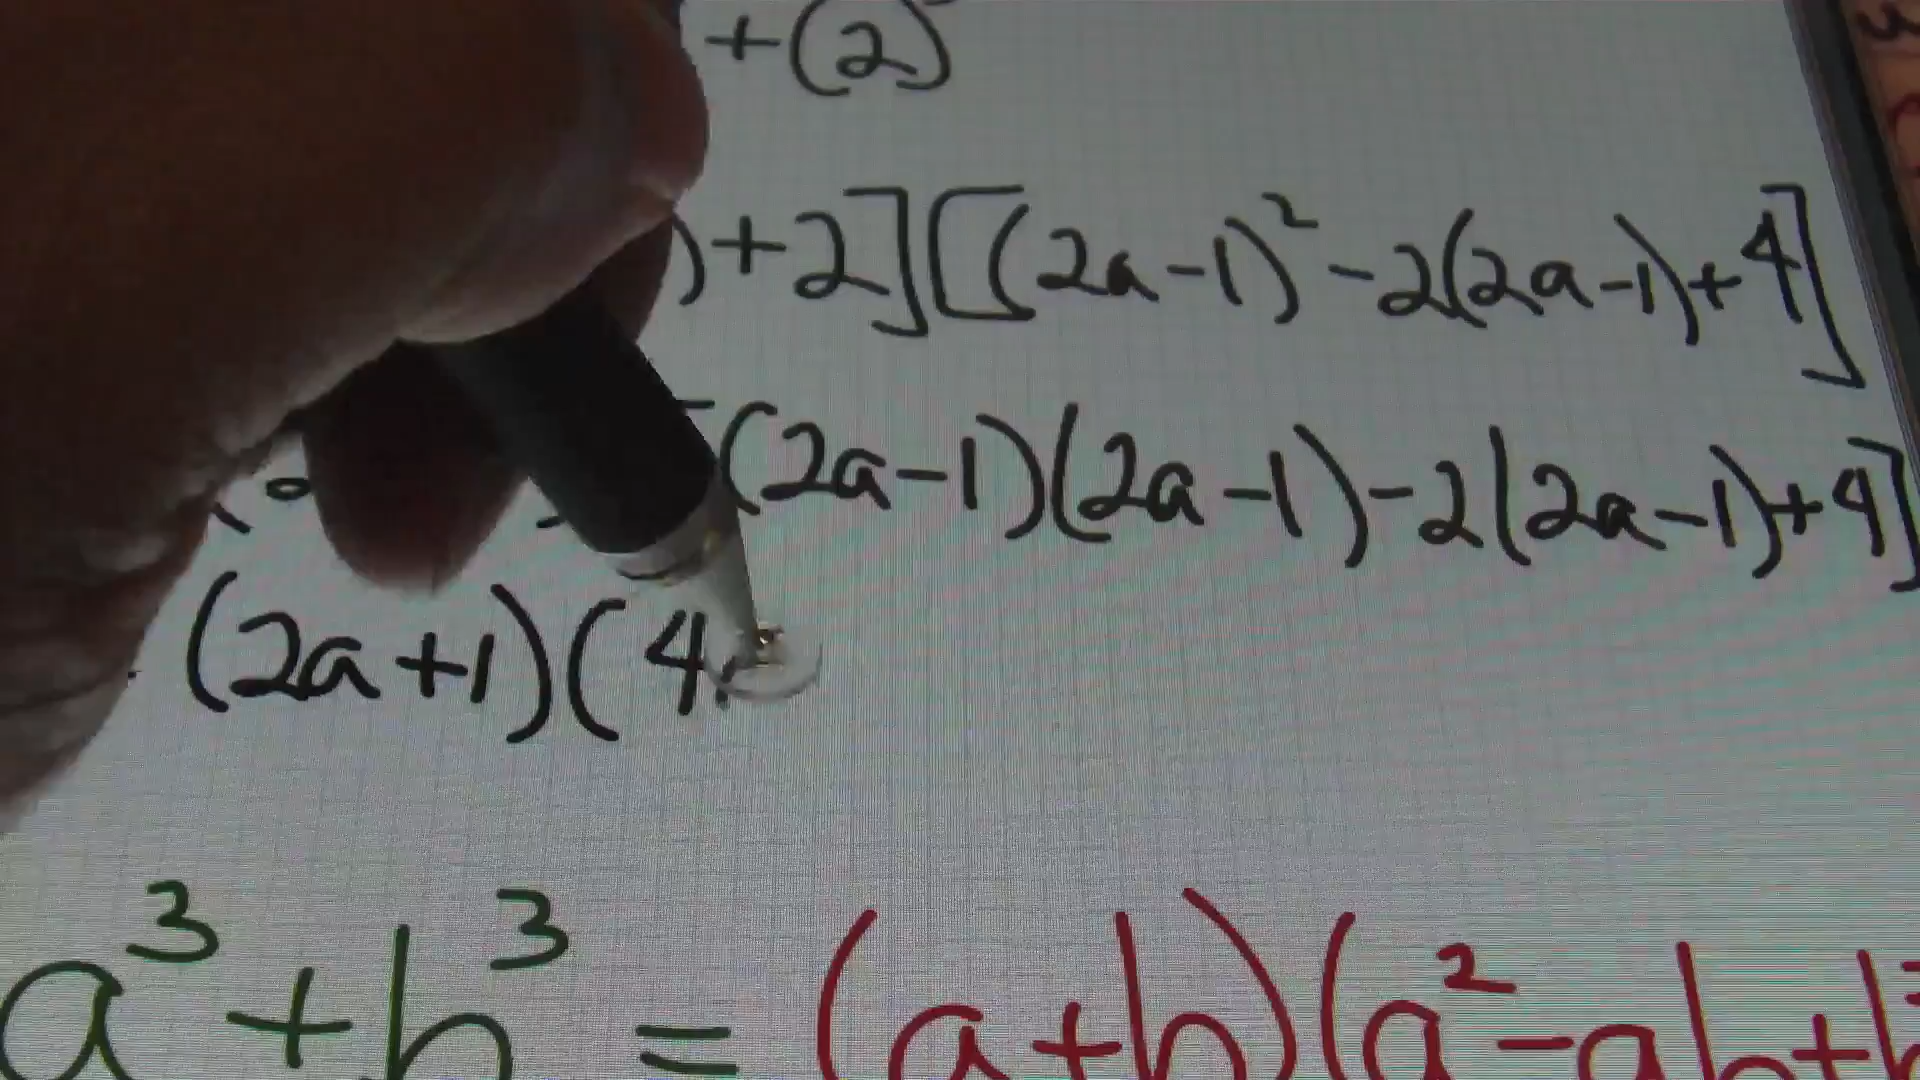 +(2)
)+2][(2a-1)² -2(2a-1)+4]
(2a-1)(2a-1)-2(2a-1)+4]
(2a+1)(4
a³+b³ = (a+b)(a²-ab+b